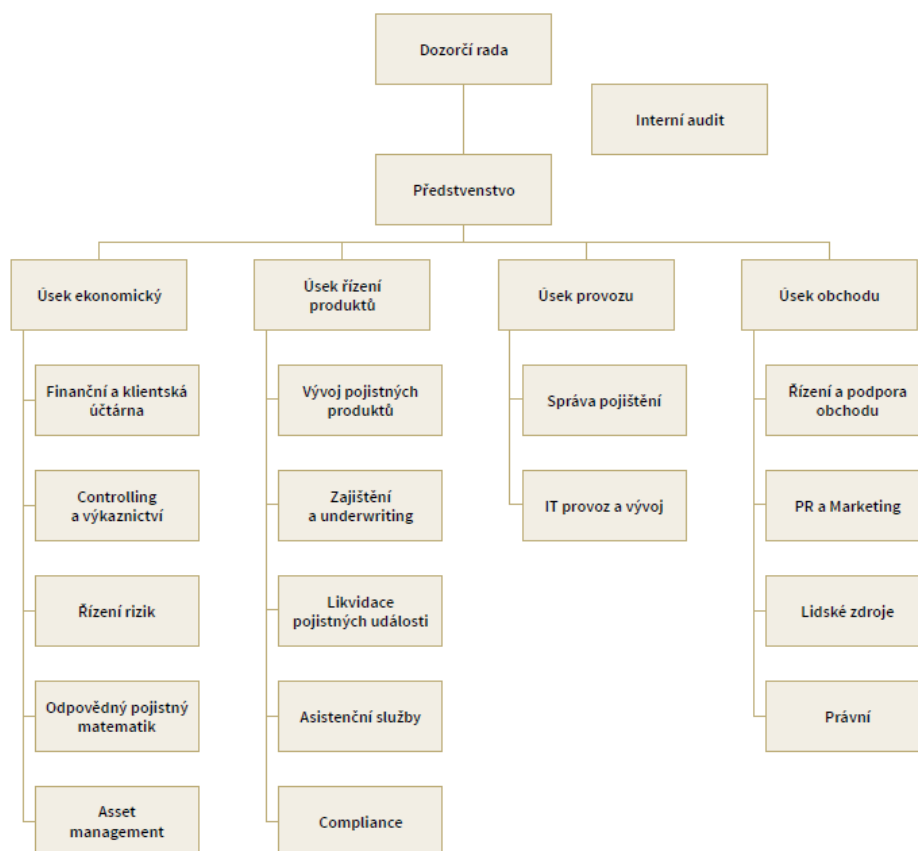 Dozorčí rada
Interní audit
Předstvenstvo
Úsek ekonomický
Úsek řízení
produktů
Úsek provozu
Úsek obchodu
Finanční a klientská
účtárna
Vývoj pojistných
produktů
Správa pojištění
Řízení a podpora
obchodu
Controlling
a výkaznictví
Zajištění
a underwriting
IT provoz a vývoj
PR a Marketing
Řízení rizik
Likvidace
pojistných událostí
Lidské zdroje
Odpovědný pojistný
matematik
Asistenční služby
Právní
Asset
management
Compliance